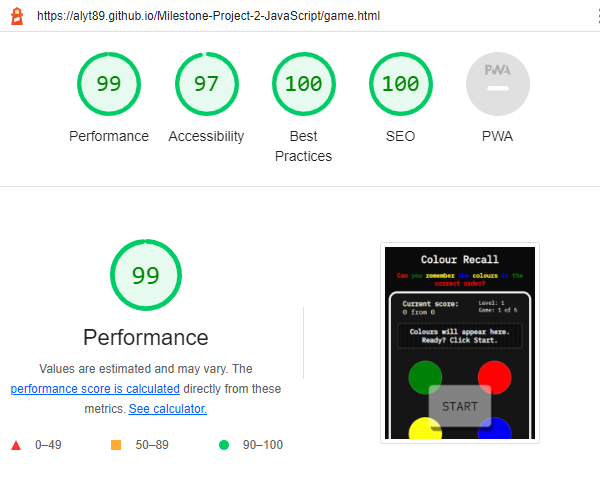 https://alyt89.github.io/Milestone-Project-2-JavaScript/game.html
99
97
100
100
PWA
Performance
Accessibility
Best
Practices
SEO
PWA
99
Performance
Values are estimated and may vary. The
performance score is calculated directly from these
metrics. See calculator.
0–49
50–89
90–100
Colour Recall
Can you remember the colours in the
correct order?
Current score:
0 from 0
Level: 1
Game: 1 of 5
Colours will appear here.
Ready? Click Start.
START